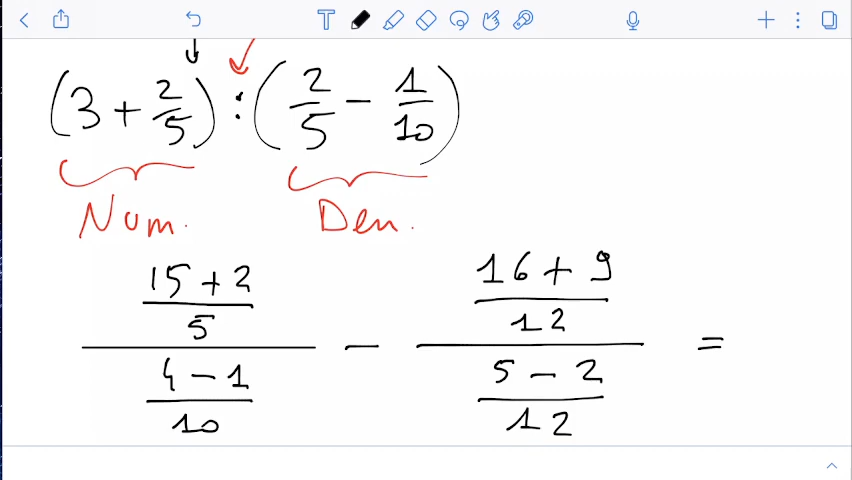 (3 + 2/5) : (2/5 − 1/10)
Num. Den.
15 + 2 / 5 / 4 − 1 / 10 − 16 + 9 / 12 / 5 − 2 / 12 =